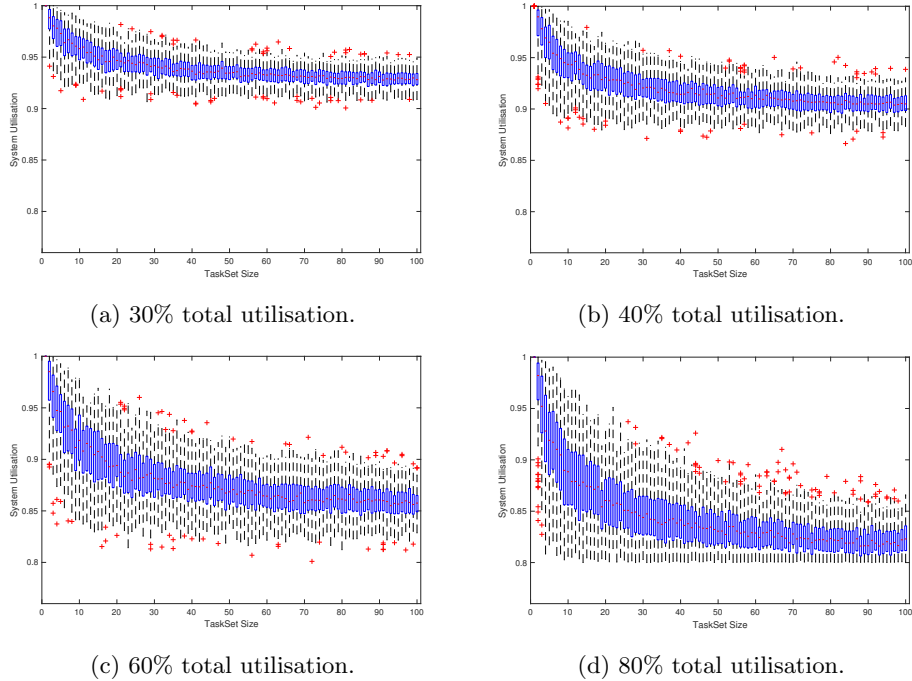 1
0.95
0.9
0.85
0.8
System Utilisation
0 10 20 30 40 50 60 70 80 90 100
TaskSet Size
(a) 30% total utilisation.
1
0.95
0.9
0.85
0.8
System Utilisation
0 10 20 30 40 50 60 70 80 90 100
TaskSet Size
(b) 40% total utilisation.
1
0.95
0.9
0.85
0.8
System Utilisation
0 10 20 30 40 50 60 70 80 90 100
TaskSet Size
(c) 60% total utilisation.
1
0.95
0.9
0.85
0.8
System Utilisation
0 10 20 30 40 50 60 70 80 90 100
TaskSet Size
(d) 80% total utilisation.